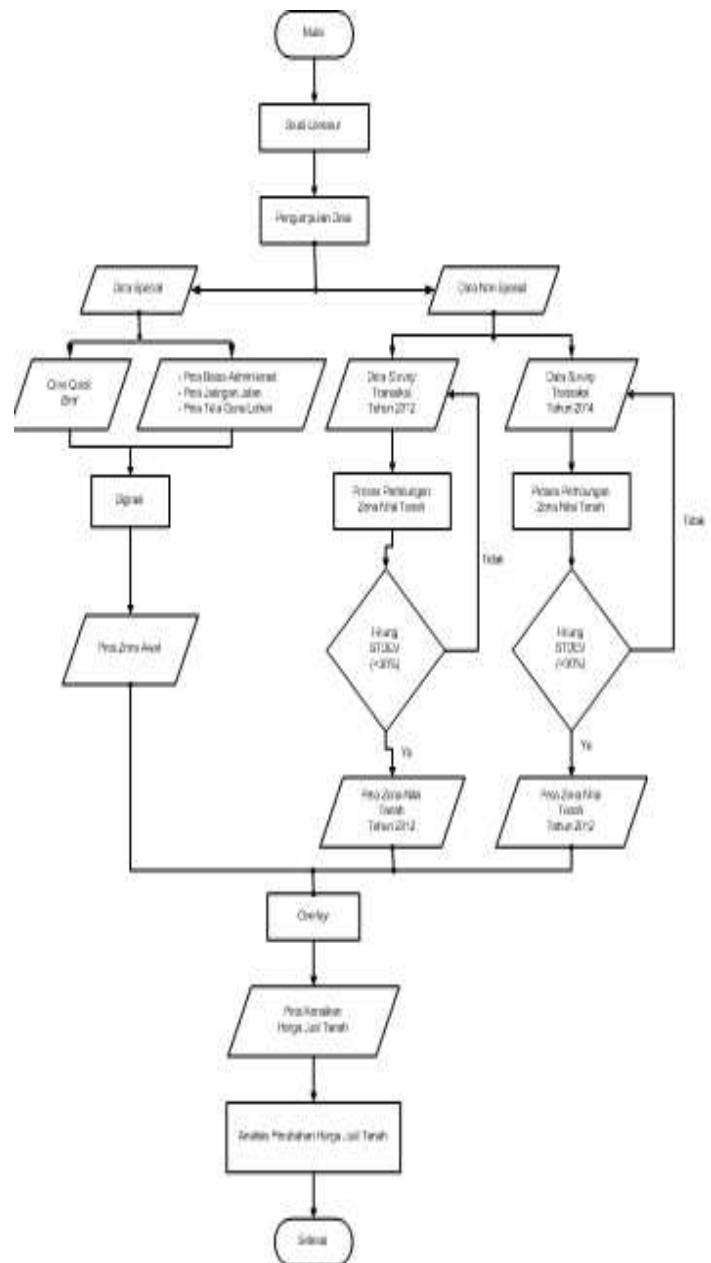 Mulai
Studi Literatur
Pengumpulan Data
Data Spasial
Data Non Spasial
Citra Quick
Bird
- Peta Batas Administrasi
- Peta Jaringan Jalan
- Peta Tata Guna Lahan
Data Survey
Transaksi
Tahun 2012
Data Survey
Transaksi
Tahun 2014
Digitasi
Proses Perhitungan
Zona Nilai Tanah
Proses Perhitungan
Zona Nilai Tanah
Tidak
Tidak
Peta Zona Awal
Hitung
STDEV
(<30%)
Hitung
STDEV
(<30%)
Ya
Ya
Peta Zona Nilai
Tanah
Tahun 2012
Peta Zona Nilai
Tanah
Tahun 2012
Overlay
Peta Kenaikan
Harga Jual Tanah
Analisis Perubahan Harga Jual Tanah
Selesai